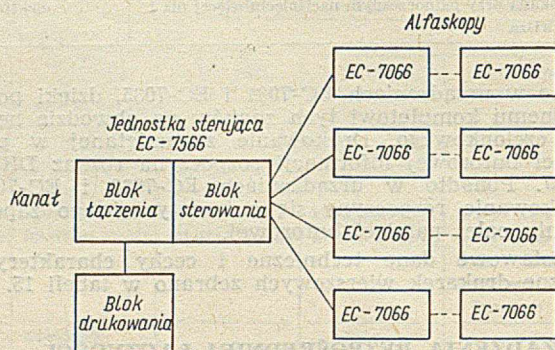 Alfaskopy
EC-7066
EC-7066
Jednostka sterująca
EC-7566
EC-7066
EC-7066
Kanał
Blok
łączenia
Blok
sterowania
EC-7066
EC-7066
Blok
drukowania
EC-7066
EC-7066